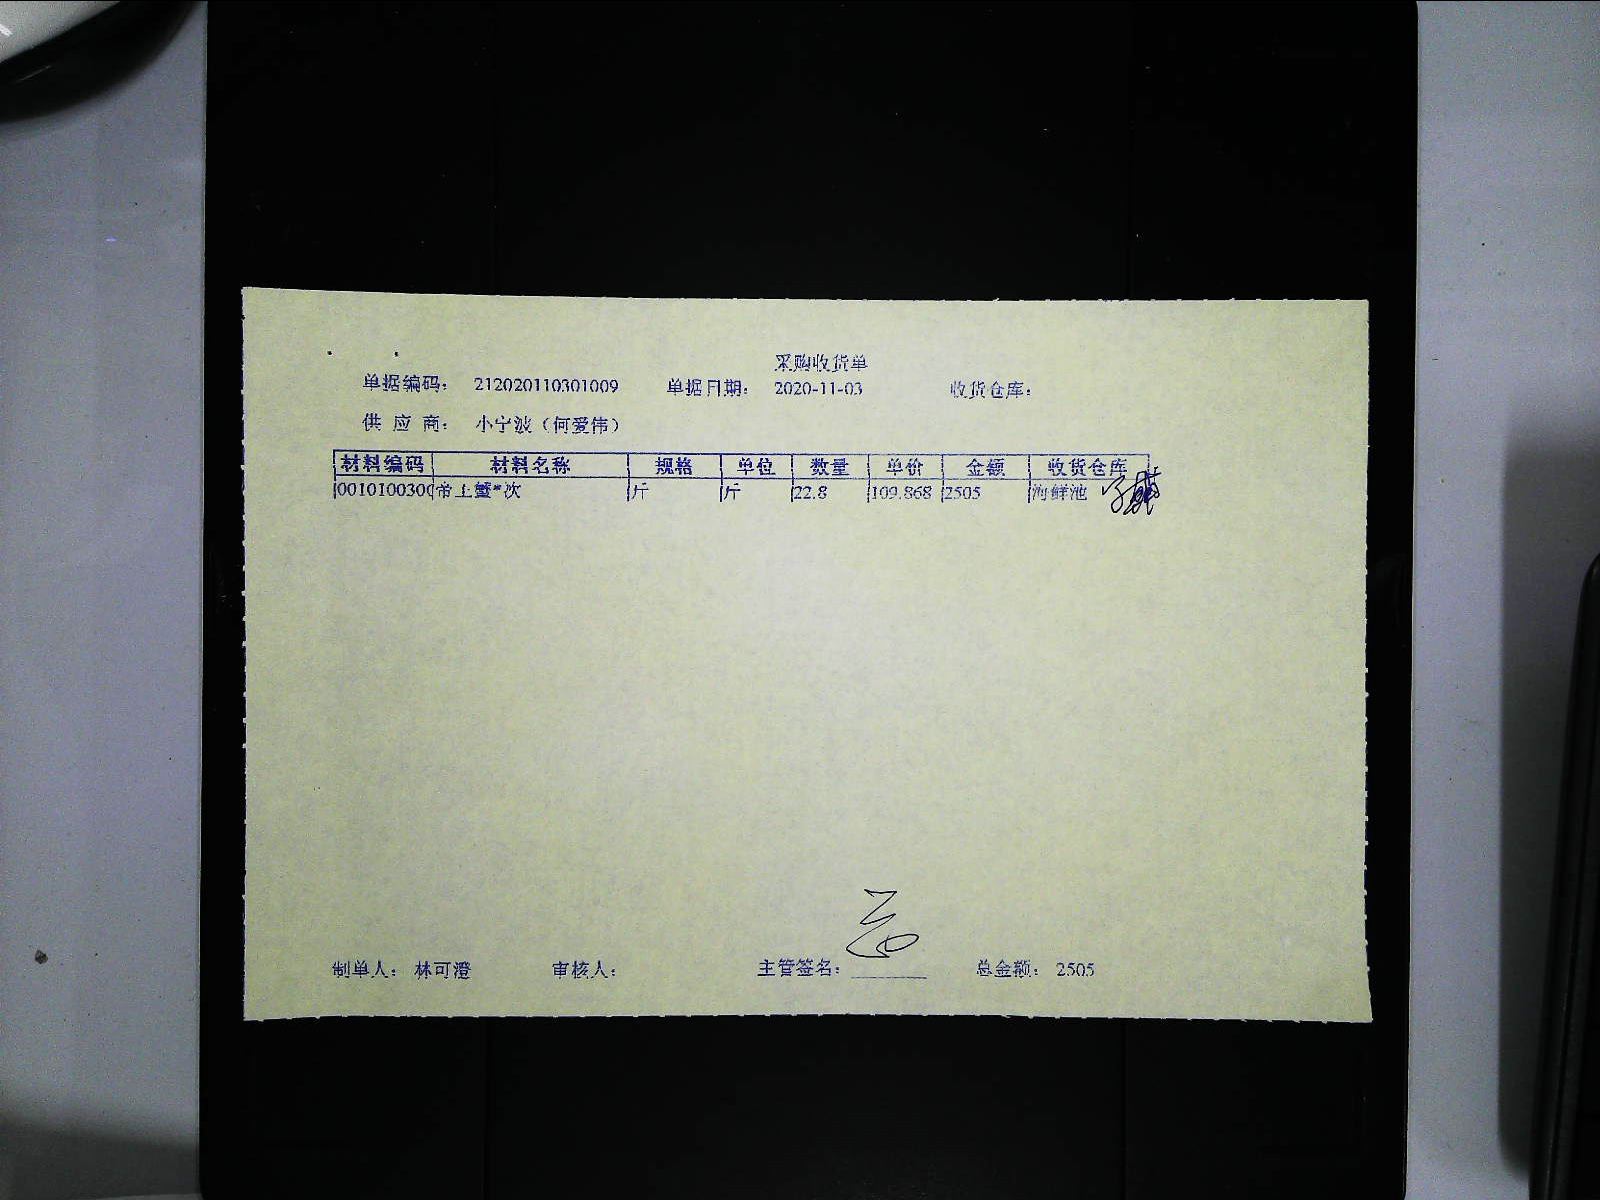 采购收货单
单据编码： 212020110301009 单据日期： 2020-11-03 收货仓库：
供 应 商： 小宁波（何爱伟）
材料编码 材料名称 规格 单位 数量 单价 金额 收货仓库
001010030 帝王蟹*次 斤 斤 22.8 109.868 2505 海鲜池
制单人： 林可澄 审核人： 主管签名： 总金额： 2505